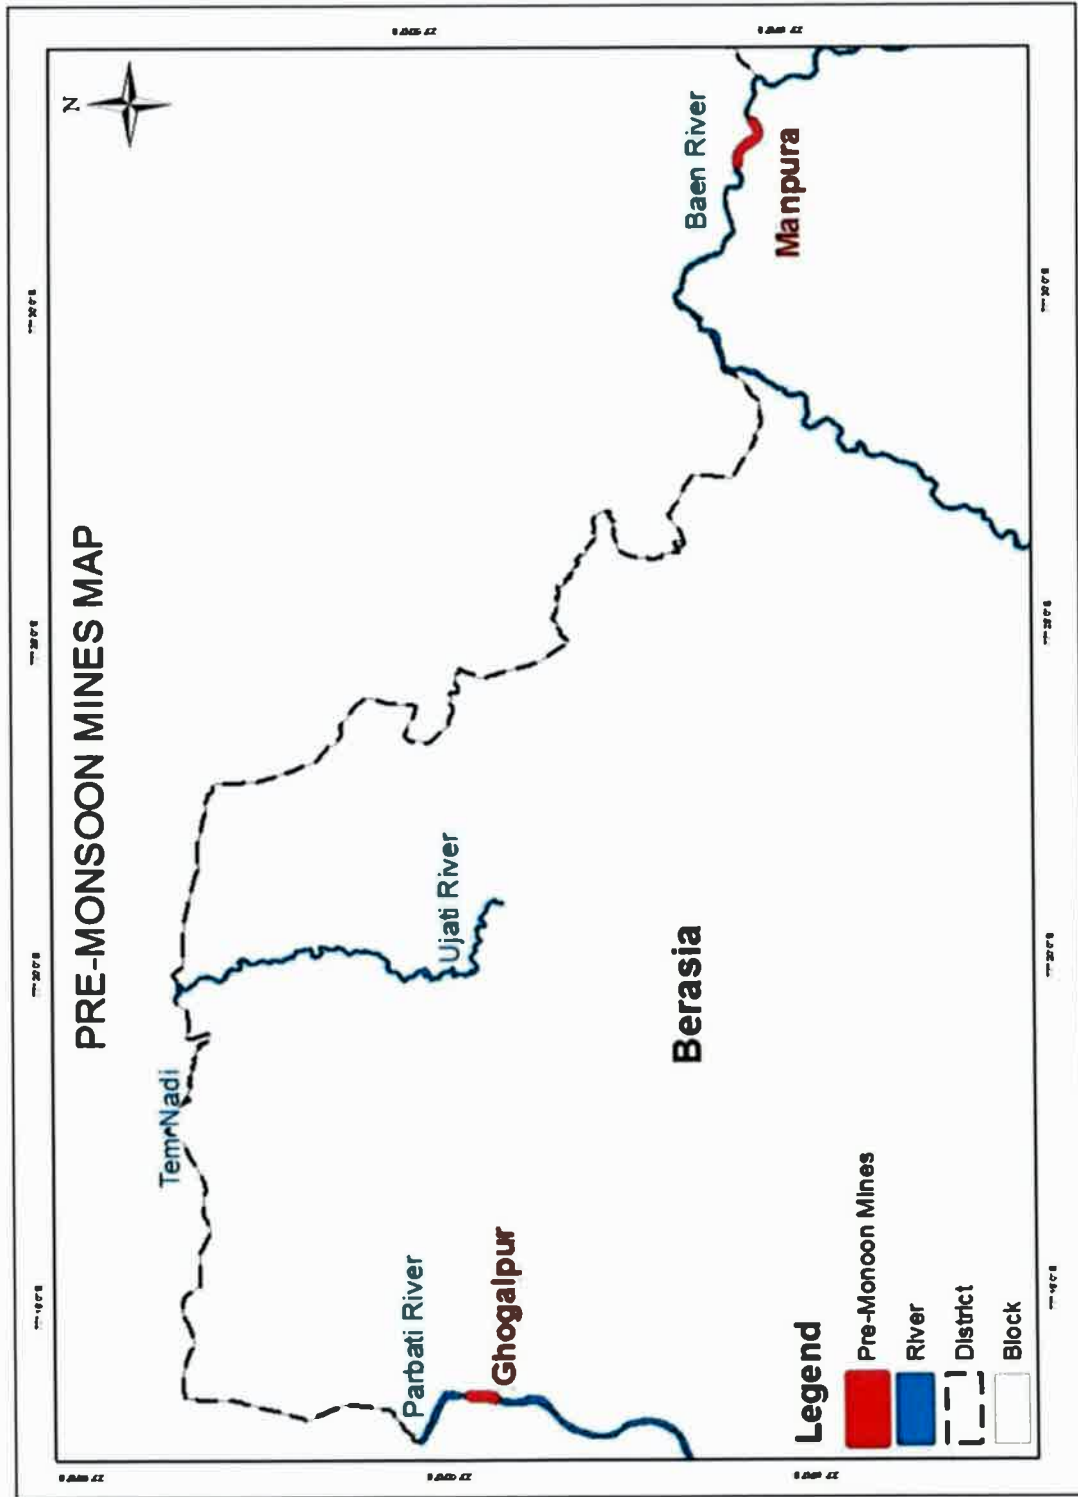 PRE-MONSOON MINES MAP
N
Tem Nadi
Parbati River
Ghogalpur
Ujati River
Baen River
Manpura
Berasia
Legend
Pre-Monoon Mines
River
District
Block